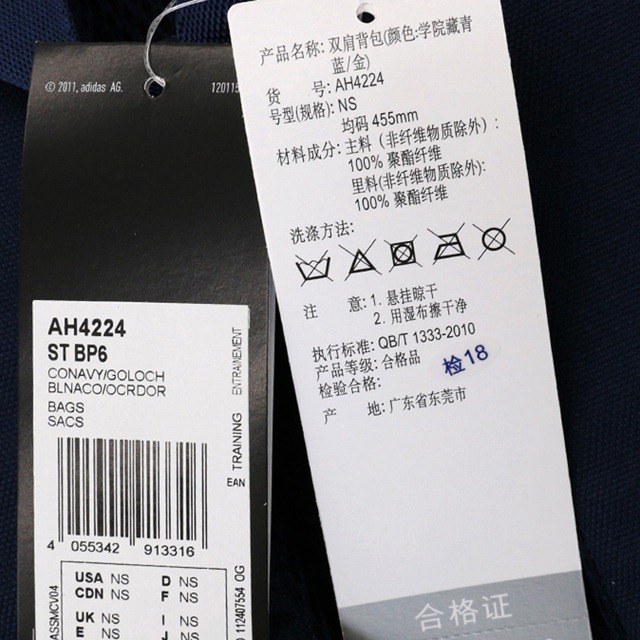 © 2011, adidas AG.
12011
AH4224
ST BP6
CONAVY/GOLOCH
BLNACO/OCRDOR
BAGS
SACS
TRAINING
ENTRAINEMENT
EAN
4 055342 913316
USA NS D NS
CDN NS F NS
UK NS I NS
E NS J NS
ASSMCV04
112407554 OG
产品名称: 双肩背包(颜色:学院藏青
蓝/金)
货 号: AH4224
号型(规格): NS
均码 455mm
材料成分: 主料（非纤维物质除外）:
100% 聚酯纤维
里料(非纤维物质除外):
100% 聚酯纤维
洗涤方法:
注 意: 1. 悬挂晾干
2. 用湿布擦干净
执行标准: QB/T 1333-2010
产品等级: 合格品
检验合格:
检18
产 地: 广东省东莞市
合格证